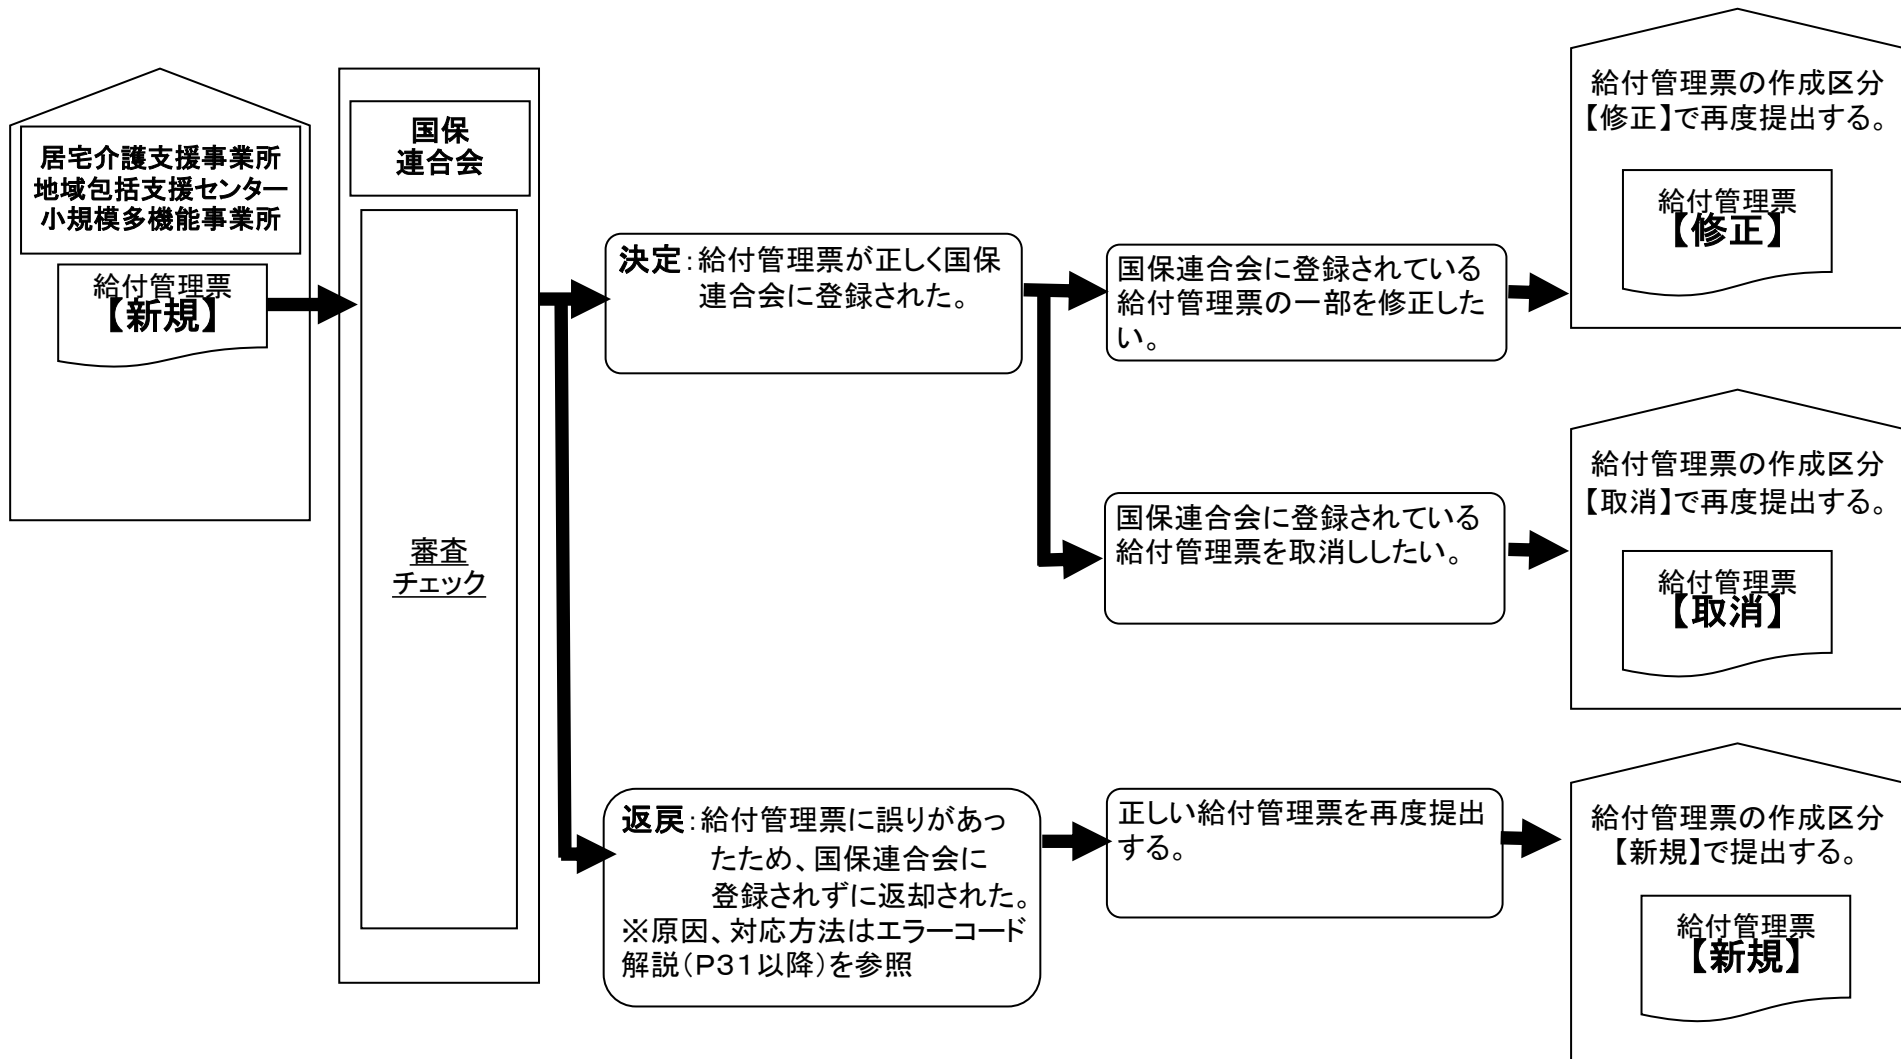 居宅介護支援事業所
地域包括支援センター
小規模多機能事業所
給付管理票
【新規】
国保
連合会
審査
チェック
決定：給付管理票が正しく国保
連合会に登録された。
国保連合会に登録されている
給付管理票の一部を修正した
い。
給付管理票の作成区分
【修正】で再度提出する。
給付管理票
【修正】
国保連合会に登録されている
給付管理票を取消ししたい。
給付管理票の作成区分
【取消】で再度提出する。
給付管理票
【取消】
返戻：給付管理票に誤りがあっ
たため、国保連合会に
登録されずに返却された。
※原因、対応方法はエラーコード
解説（Ｐ３１以降）を参照
正しい給付管理票を再度提出
する。
給付管理票の作成区分
【新規】で提出する。
給付管理票
【新規】